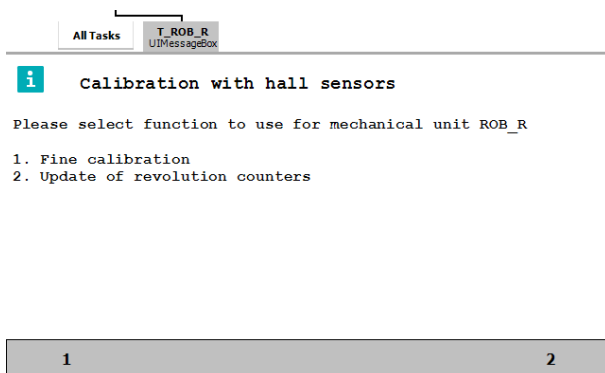 All Tasks
T_ROB_R
UIMessageBox
i
Calibration with hall sensors
Please select function to use for mechanical unit ROB_R
1. Fine calibration
2. Update of revolution counters
1 2